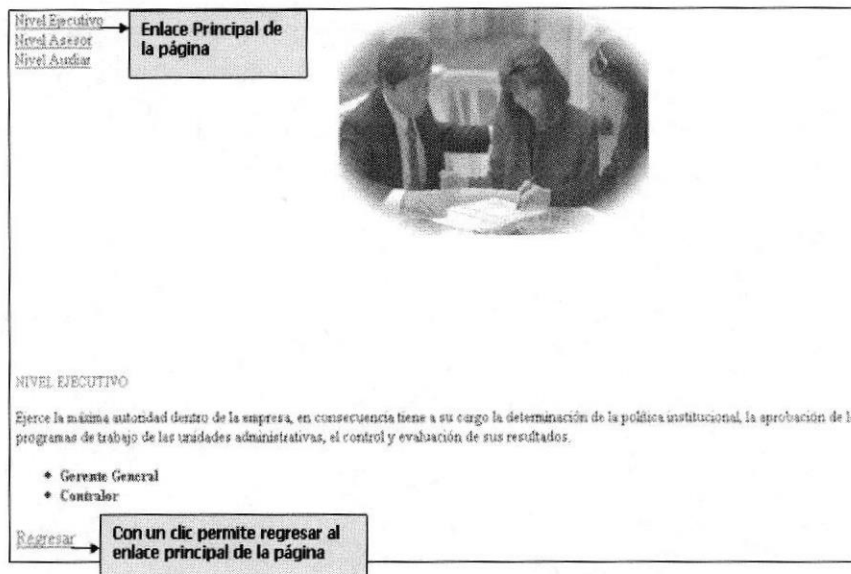 Nivel Ejecutivo
Nivel Asesor
Nivel Auxiliar
Enlace Principal de
la página
NIVEL EJECUTIVO
Ejerce la máxima autoridad dentro de la empresa, en consecuencia tiene a su cargo la determinación de la política institucional, la aprobación de
programas de trabajo de las unidades administrativas, el control y evaluación de sus resultados.
• Gerente General
• Contralor
Regresar
Con un clic permite regresar al
enlace principal de la página